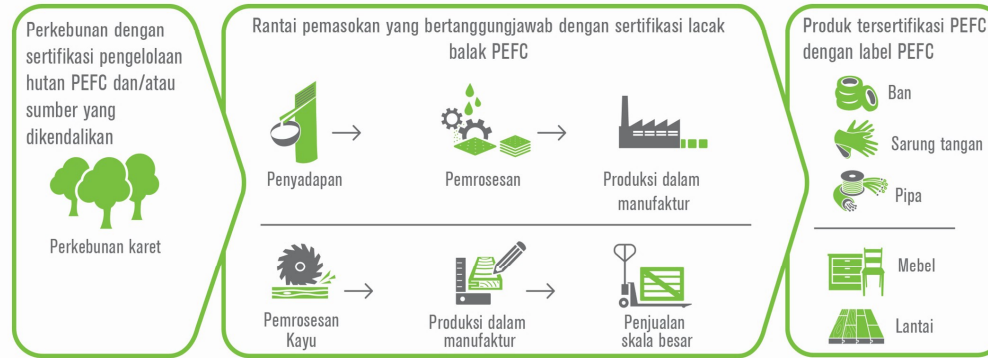 Perkebunan dengan
sertifikasi pengelolaan
hutan PEFC dan/atau
sumber yang
dikendalikan
Perkebunan karet
Rantai pemasokan yang bertanggungjawab dengan sertifikasi lacak
balak PEFC
Penyadapan
Pemrosesan
Produksi dalam
manufaktur
Pemrosesan
Kayu
Produksi dalam
manufaktur
Penjualan
skala besar
Produk tersertifikasi PEFC
dengan label PEFC
Ban
Sarung tangan
Pipa
Mebel
Lantai